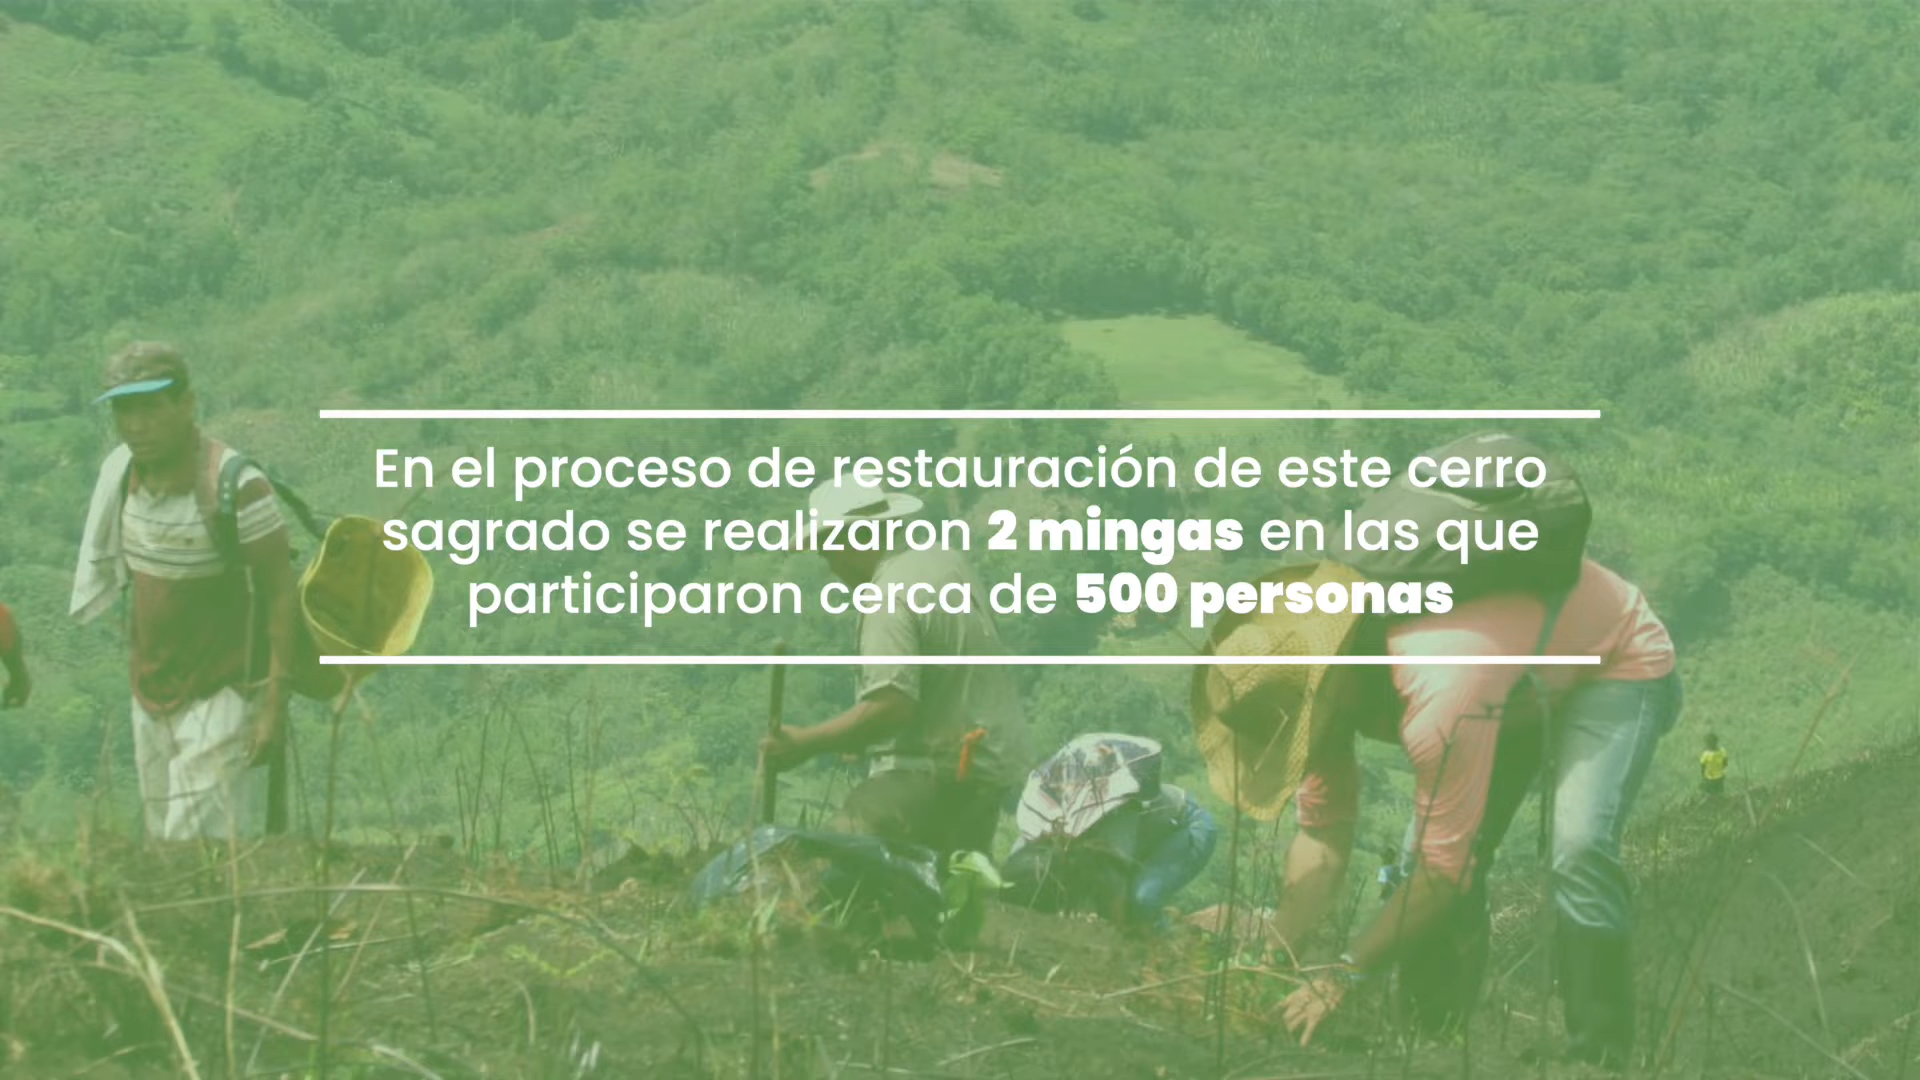 En el proceso de restauración de este cerro
sagrado se realizaron 2 mingas en las que
participaron cerca de 500 personas